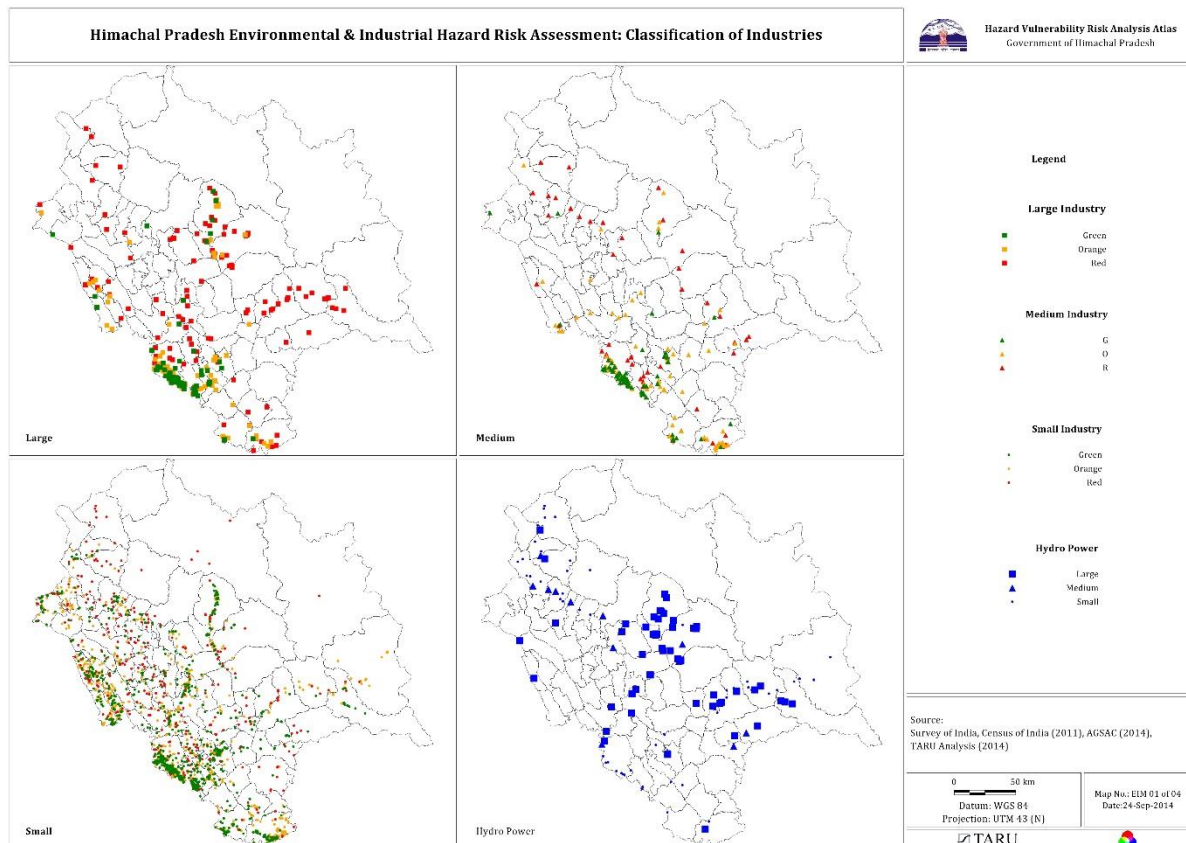 Himachal Pradesh Environmental & Industrial Hazard Risk Assessment: Classification of Industries
Hazard Vulnerability Risk Analysis Atlas
Government of Himachal Pradesh
Large
Medium
Small
Hydro Power
Legend
Large Industry
Green
Orange
Red
Medium Industry
G
O
R
Small Industry
Green
Orange
Red
Hydro Power
Large
Medium
Small
Source:
Survey of India, Census of India (2011), AGSAC (2014),
TARU Analysis (2014)
0 50 km
Datum: WGS 84
Projection: UTM 43 (N)
Map No.: EIM 01 of 04
Date:24-Sep-2014
TARU